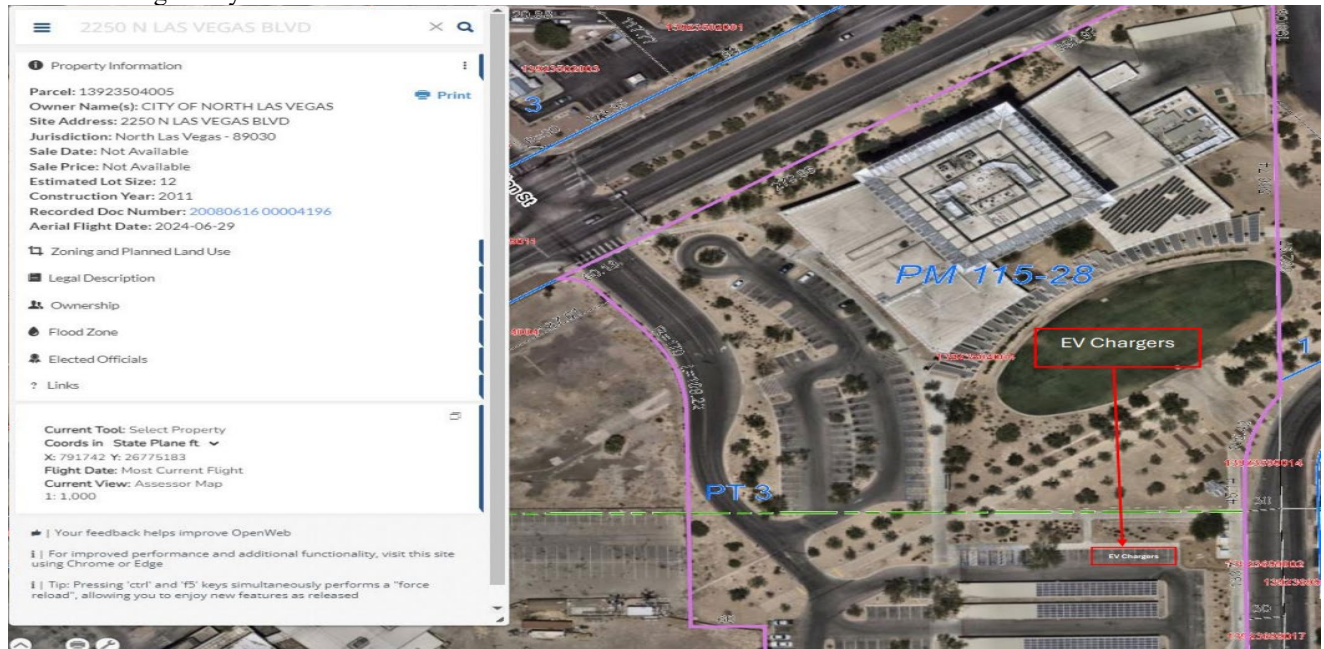 2250 N LAS VEGAS BLVD
Property Information
Print
Parcel: 13923504005
Owner Name(s): CITY OF NORTH LAS VEGAS
Site Address: 2250 N LAS VEGAS BLVD
Jurisdiction: North Las Vegas - 89030
Sale Date: Not Available
Sale Price: Not Available
Estimated Lot Size: 12
Construction Year: 2011
Recorded Doc Number: 20080616 00004196
Aerial Flight Date: 2024-06-29
Zoning and Planned Land Use
Legal Description
Ownership
Flood Zone
Elected Officials
? Links
Current Tool: Select Property
Coords in State Plane ft
X: 791742 Y: 26775183
Flight Date: Most Current Flight
Current View: Assessor Map
1: 1,000
| Your feedback helps improve OpenWeb
| For improved performance and additional functionality, visit this site
using Chrome or Edge
| Tip: Pressing 'ctrl' and 'f5' keys simultaneously performs a "force
reload", allowing you to enjoy new features as released
117.77
3
PM 115-28
EV Chargers
1
13923599014
PT 3
EV Chargers
13923699017